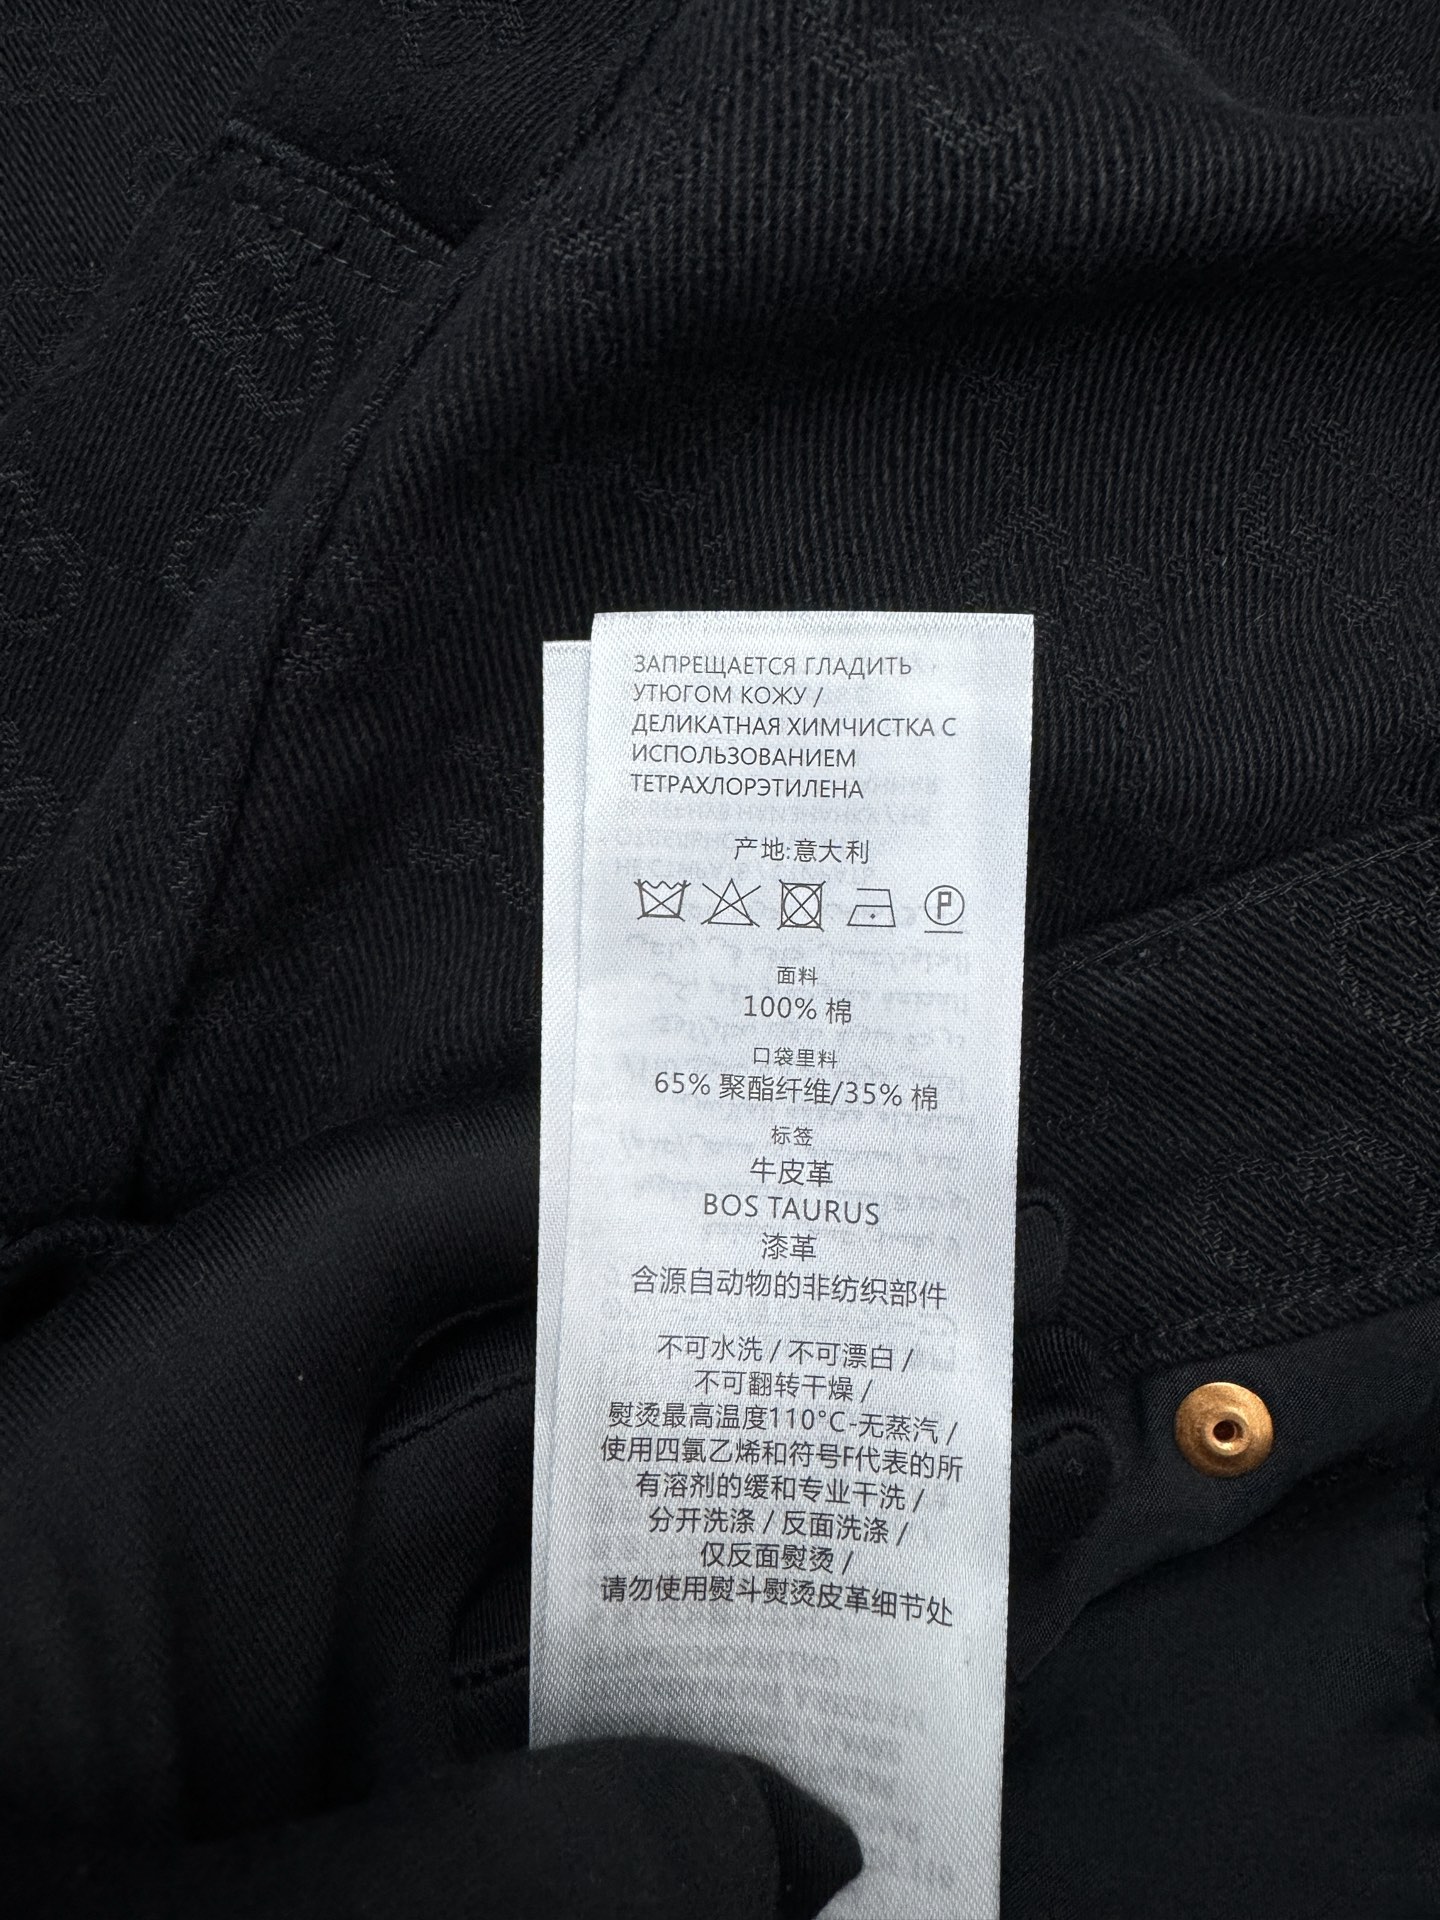 ЗАПРЕЩАЕТСЯ ГЛАДИТЬ
УТЮГОМ КОЖУ /
ДЕЛИКАТНАЯ ХИМЧИСТКА С
ИСПОЛЬЗОВАНИЕМ
ТЕТРАХЛОРЭТИЛЕНА
产地:意大利
P
面料
100% 棉
口袋里料
65% 聚酯纤维/35% 棉
标签
牛皮革
BOS TAURUS
漆革
含源自动物的非纺织部件
不可水洗 / 不可漂白 /
不可翻转干燥 /
熨烫最高温度110°C-无蒸汽 /
使用四氯乙烯和符号F代表的所
有溶剂的缓和专业干洗 /
分开洗涤 / 反面洗涤 /
仅反面熨烫 /
请勿使用熨斗熨烫皮革细节处